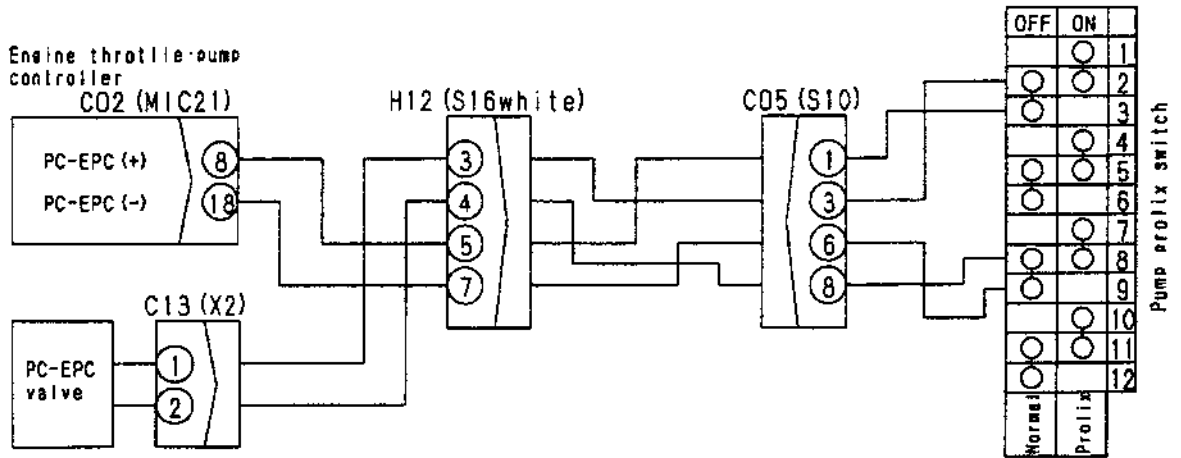 Engine throtlle·pump
controller
C02 (MIC21)
PC-EPC (+)
PC-EPC (-)
8
18
H12 (S16white)
3
4
5
7
C05 (S10)
1
3
6
8
C13 (X2)
PC-EPC
valve
1
2
OFF ON
1
2
3
4
5
6
7
8
9
10
11
12
Normal
Prolix
Pump prolix switch